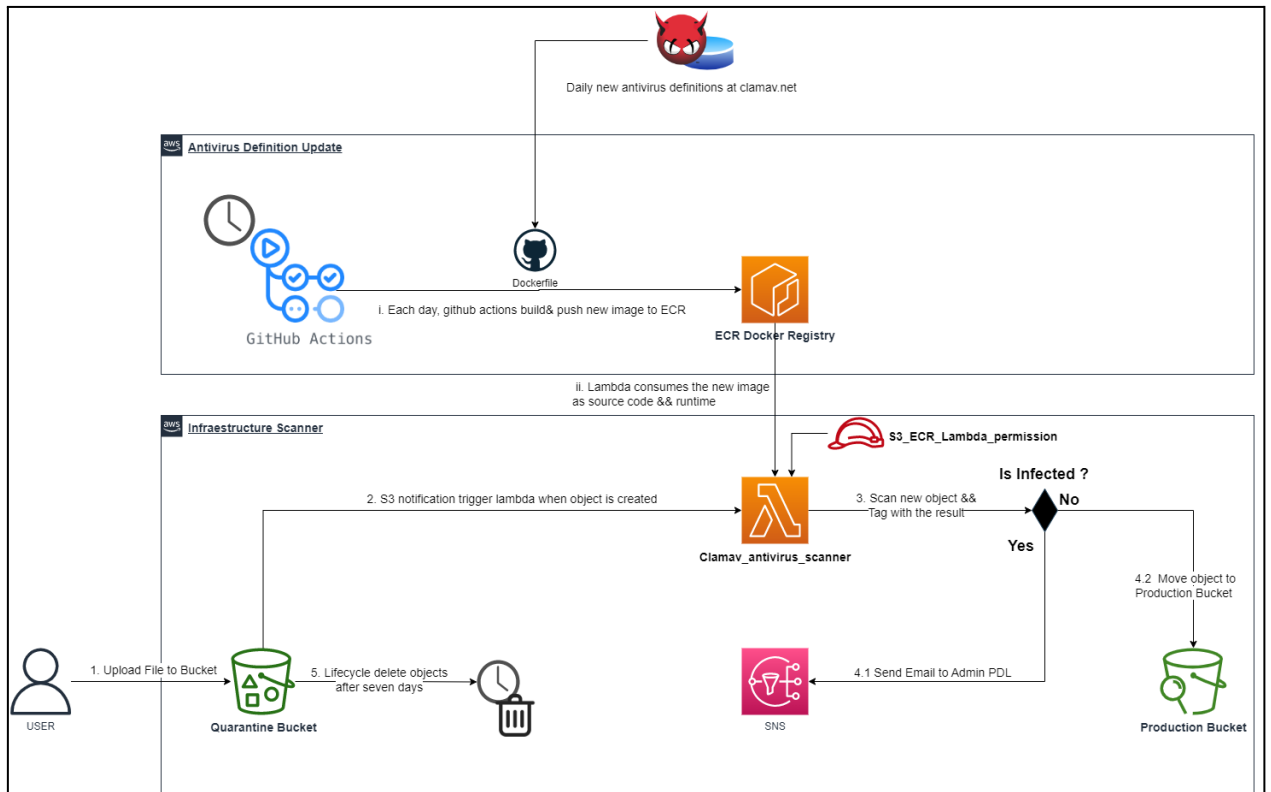 Daily new antivirus definitions at clamav.net
aws
Antivirus Definition Update
Dockerfile
i. Each day, github actions build& push new image to ECR
GitHub Actions
ECR Docker Registry
ii. Lambda consumes the new image
as source code && runtime
aws
Infraestructure Scanner
S3_ECR_Lambda_permission
Is Infected ?
2. S3 notification trigger lambda when object is created
3. Scan new object &&
Tag with the result
No
Yes
Clamav_antivirus_scanner
4.2 Move object to
Production Bucket
1. Upload File to Bucket
5. Lifecycle delete objects
after seven days
4.1 Send Email to Admin PDL
USER
Quarantine Bucket
SNS
Production Bucket